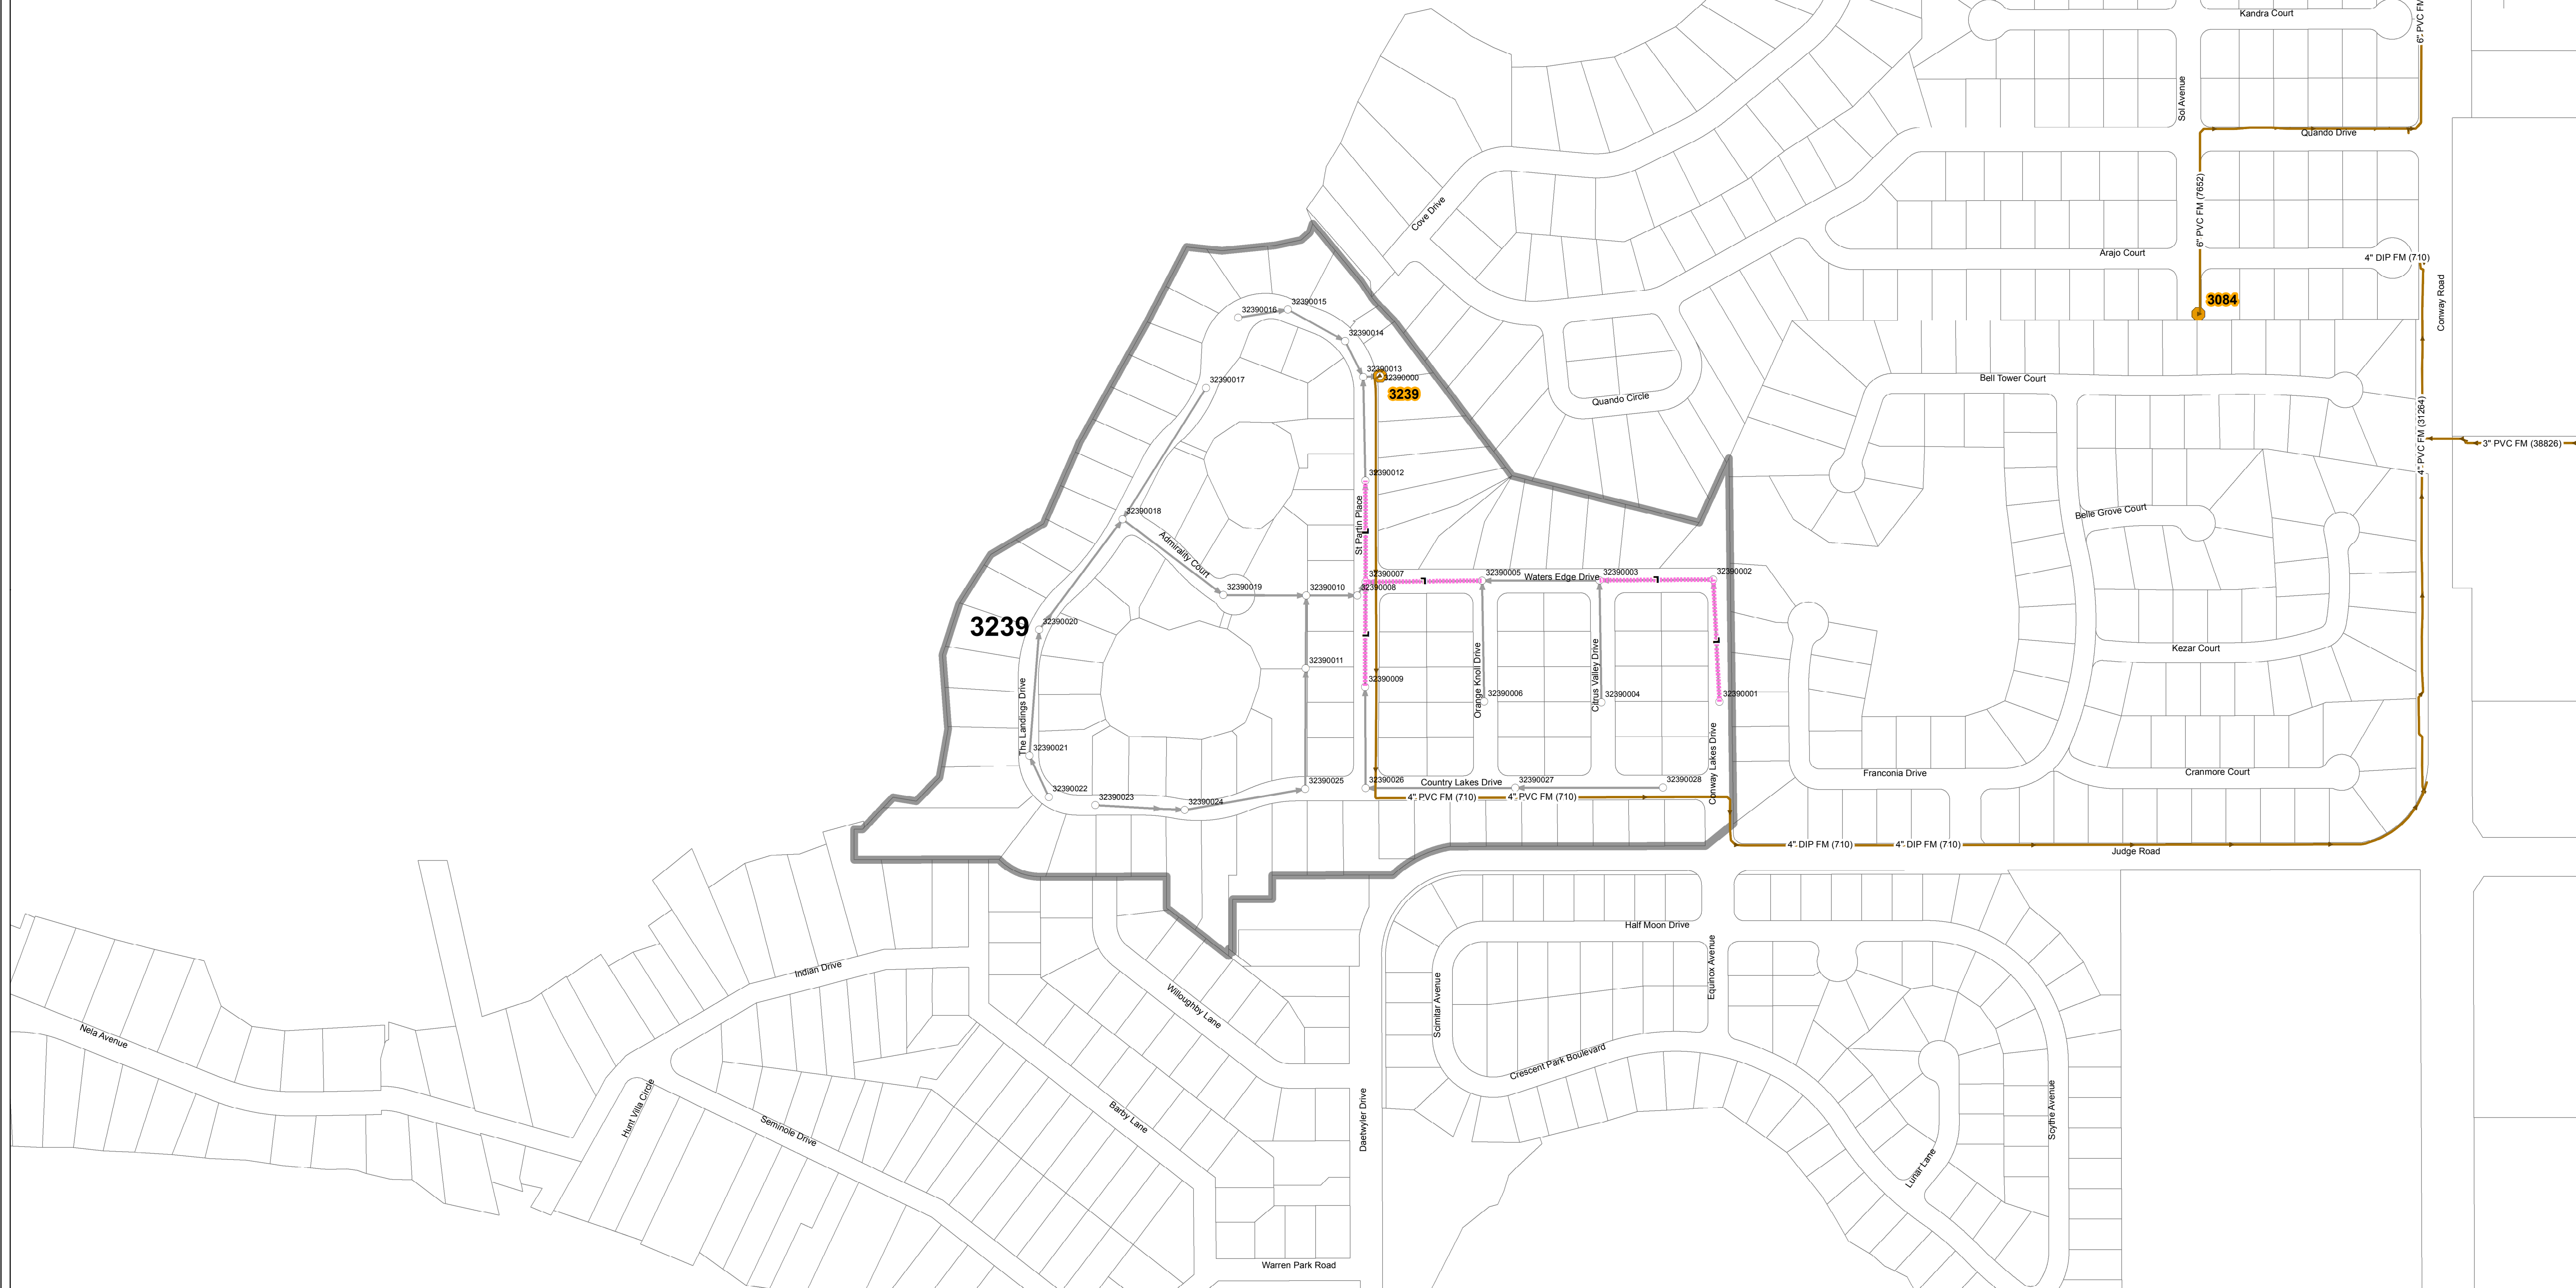 Kandra Court
6" PVC FM
Sol Avenue
Quando Drive
6" PVC FM (7652)
Cove Drive
Arajo Court
4" DIP FM (710)
Conway Road
3084
32390015
32390016
32390014
32390013
32390000
3239
32390017
Quando Circle
Bell Tower Court
4" PVC FM (31264)
3" PVC FM (38826)
32390012
St Partin Place
32390018
Belle Grove Court
Admirality Court
32390007
32390005
Waters Edge Drive
32390003
32390002
32390019
32390010
32390008
3239
32390020
Kezar Court
32390011
32390009
Orange Knoll Drive
32390006
Citrus Valley Drive
32390004
32390001
The Landings Drive
32390021
Conway Lakes Drive
32390022
32390023
32390024
32390025
32390026
Country Lakes Drive
32390027
32390028
Franconia Drive
Cranmore Court
4" PVC FM (710)
4" PVC FM (710)
4" DIP FM (710)
4" DIP FM (710)
Judge Road
Half Moon Drive
Equinox Avenue
Scimitar Avenue
Indian Drive
Willoughby Lane
Nela Avenue
Crescent Park Boulevard
Hunt Villa Circle
Seminole Drive
Barby Lane
Daetwyler Drive
Scythe Avenue
Lunar Lane
Warren Park Road